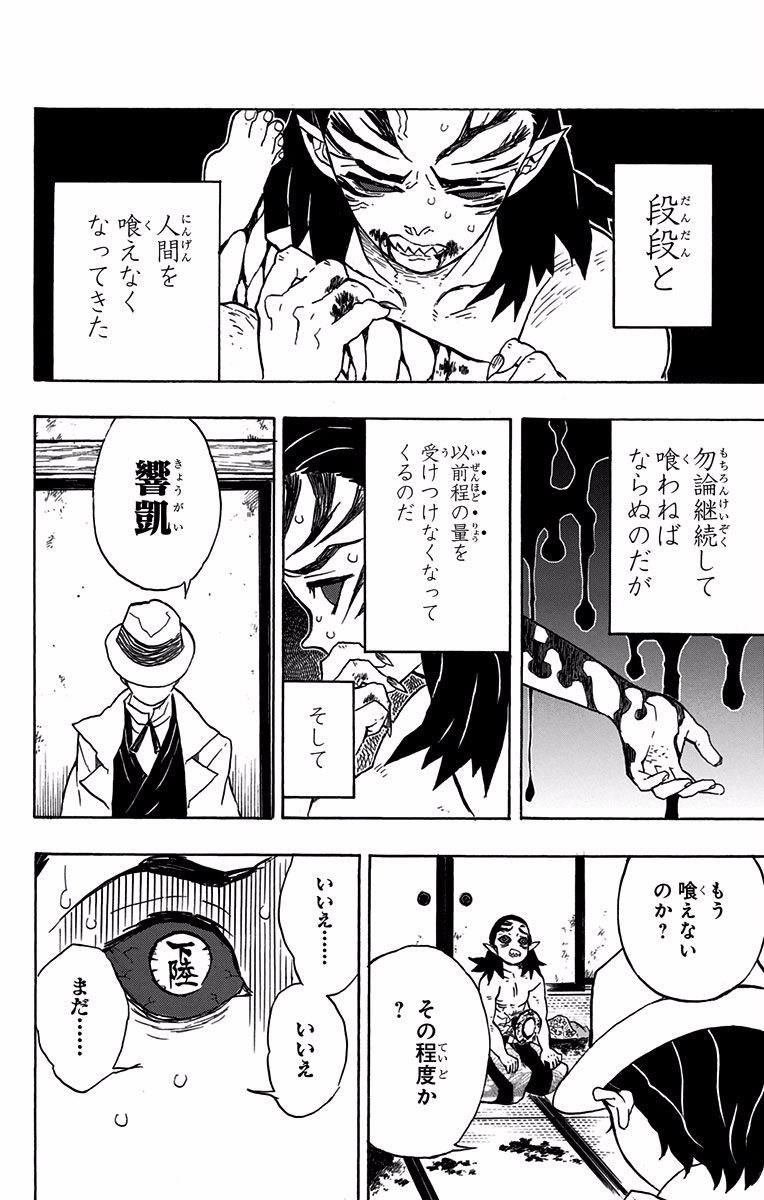 段段と
人間を
喰えなく
なってきた
勿論継続して
喰わねば
ならぬのだが
以前程の量を
受けつけなくなって
くるのだ
そして
響凱
もう
喰えない
のか?
その程度か
?
いいえ……
いいえ
まだ……
下陸